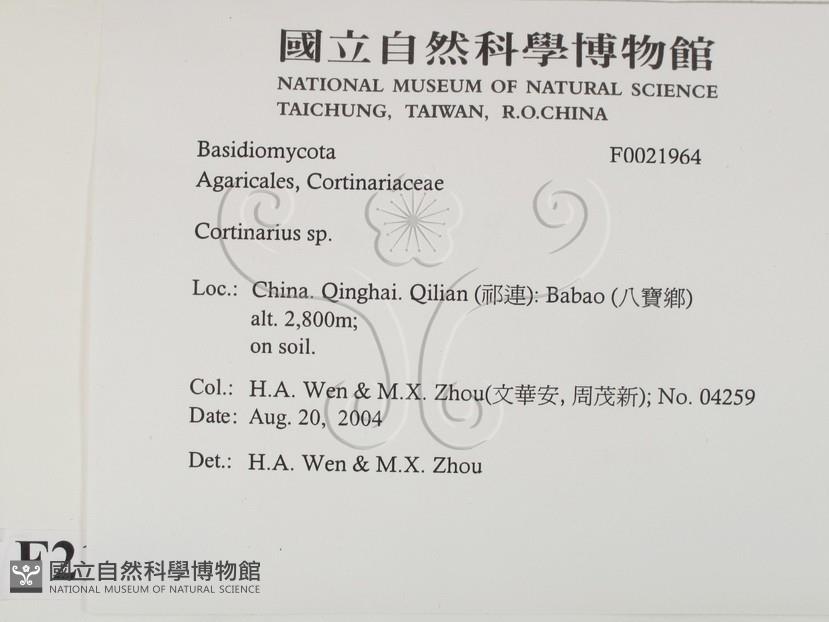 國立自然科學博物館
NATIONAL MUSEUM OF NATURAL SCIENCE
TAICHUNG, TAIWAN, R.O.CHINA
Basidiomycota F0021964
Agaricales, Cortinariaceae
Cortinarius sp.
Loc.: China. Qinghai. Qilian (祁連): Babao (八寶鄉)
alt. 2,800m;
on soil.
Col.: H.A. Wen & M.X. Zhou(文華安, 周茂新); No. 04259
Date: Aug. 20, 2004
Det.: H.A. Wen & M.X. Zhou
國立自然科學博物館
NATIONAL MUSEUM OF NATURAL SCIENCE